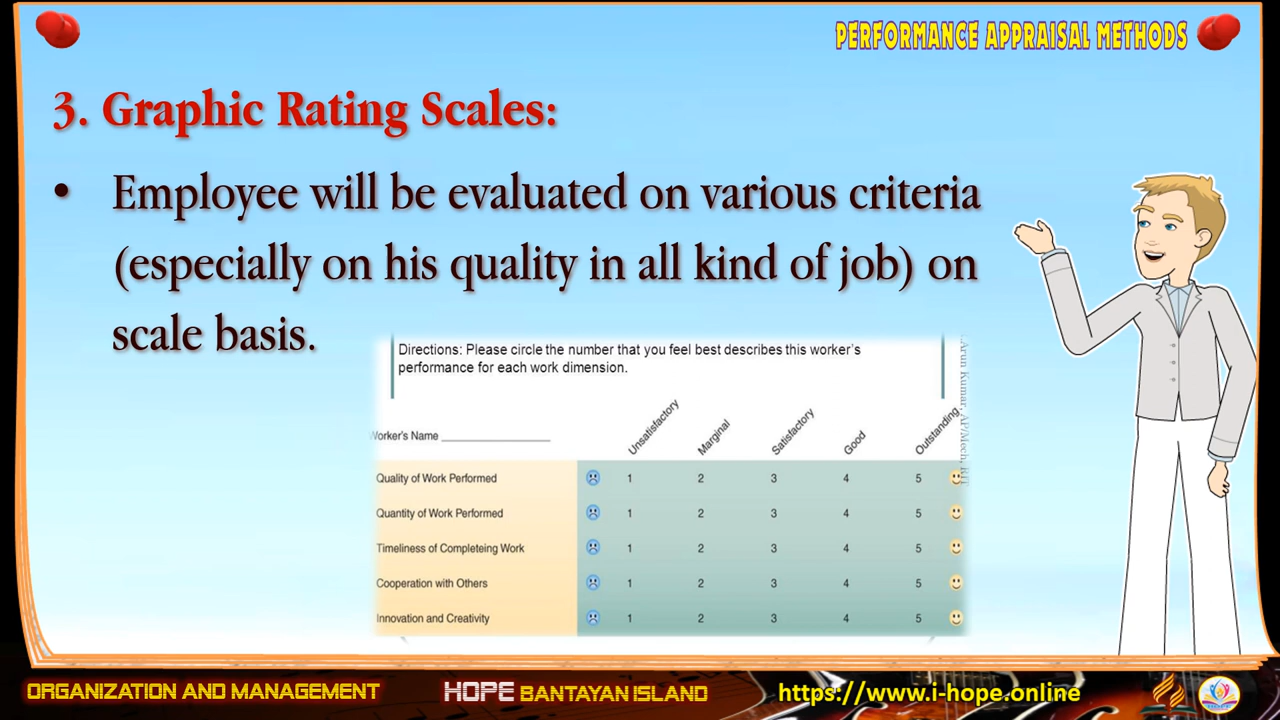 PERFORMANCE APPRAISAL METHODS
3. Graphic Rating Scales:
• Employee will be evaluated on various criteria
(especially on his quality in all kind of job) on
scale basis.
Directions: Please circle the number that you feel best describes this worker's
performance for each work dimension.
Worker's Name
Unsatisfactory Marginal Satisfactory Good Outstanding
Quality of Work Performed 1 2 3 4 5
Quantity of Work Performed 1 2 3 4 5
Timeliness of Completeing Work 1 2 3 4 5
Cooperation with Others 1 2 3 4 5
Innovation and Creativity 1 2 3 4 5
Arun Kumar, AP/Mech,
ORGANIZATION AND MANAGEMENT HOPE BANTAYAN ISLAND https://www.i-hope.online